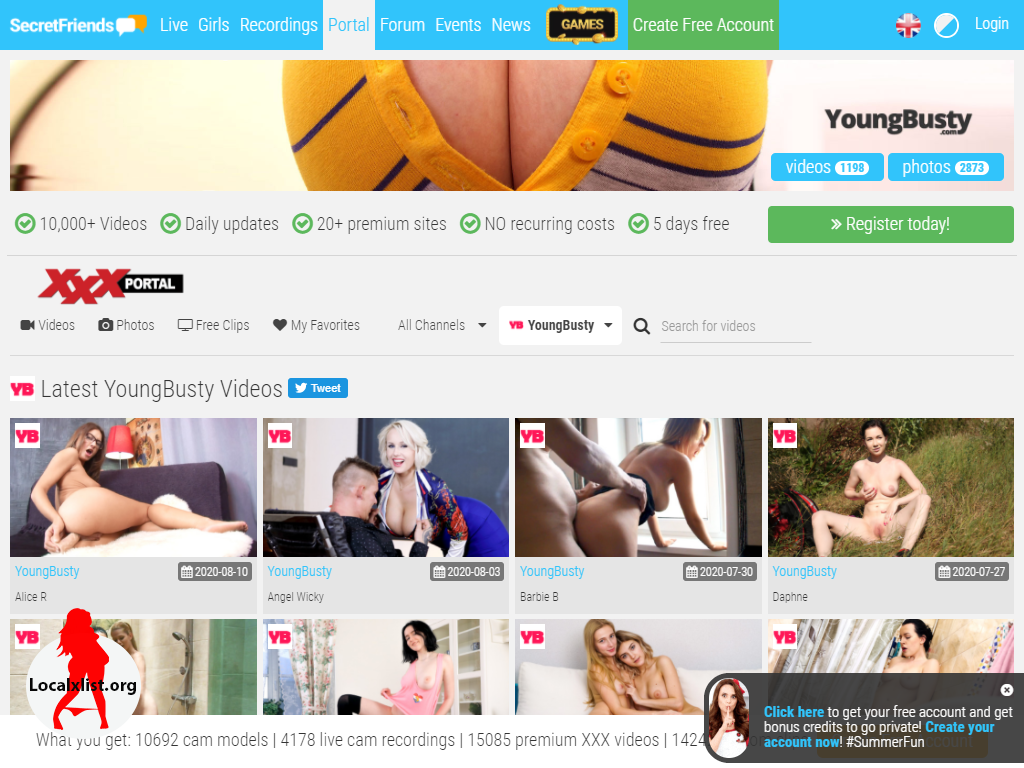 SecretFriends Live Girls Recordings Portal Forum Events News GAMES Create Free Account Login
YoungBusty
.com
videos 1198 photos 2873
10,000+ Videos Daily updates 20+ premium sites NO recurring costs 5 days free » Register today!
XXX PORTAL
Videos Photos Free Clips My Favorites All Channels YB YoungBusty Search for videos
YB Latest YoungBusty Videos Tweet
YB YB YB YB
YoungBusty 2020-08-10 YoungBusty 2020-08-03 YoungBusty 2020-07-30 YoungBusty 2020-07-27
Alice R Angel Wicky Barbie B Daphne
YB YB YB YB
Localxlist.org
Click here to get your free account and get
bonus credits to go private! Create your
account now! #SummerFun
What you get: 10692 cam models | 4178 live cam recordings | 15085 premium XXX videos | 1424